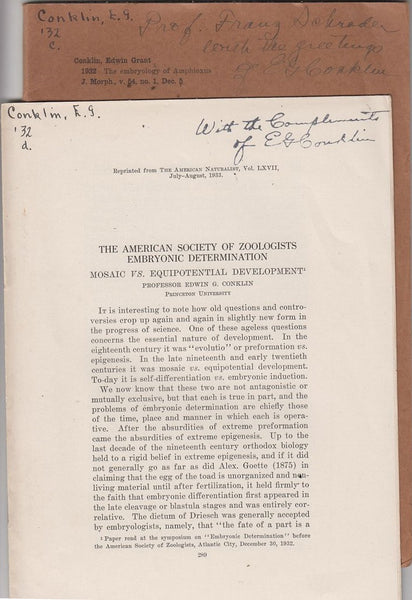 Conklin, E. G.
'32
c.
Prof. Franz Schrader
with the greetings
of E G Conklin
Conklin, Edwin Grant
1932 The embryology of Amphioxus
J. Morph., v. 54, no. 1, Dec. 5
Conklin, E. G.
'32
d.
With the Compliments
of E G Conklin
Reprinted from THE AMERICAN NATURALIST, Vol. LXVII,
July-August, 1933.
THE AMERICAN SOCIETY OF ZOOLOGISTS
EMBRYONIC DETERMINATION
MOSAIC VS. EQUIPOTENTIAL DEVELOPMENT¹
PROFESSOR EDWIN G. CONKLIN
PRINCETON UNIVERSITY
IT is interesting to note how old questions and contro-
versies crop up again and again in slightly new form in
the progress of science. One of these ageless questions
concerns the essential nature of development. In the
eighteenth century it was "evolutio" or preformation vs.
epigenesis. In the late nineteenth and early twentieth
centuries it was mosaic vs. equipotential development.
To-day it is self-differentiation vs. embryonic induction.
We now know that these two are not antagonistic or
mutually exclusive, but that each is true in part, and the
problems of embryonic determination are chiefly those
of the time, place and manner in which each is opera-
tive. After the absurdities of extreme preformation
came the absurdities of extreme epigenesis. Up to the
last decade of the nineteenth century orthodox biology
held to a rigid belief in extreme epigenesis, and if it did
not generally go as far as did Alex. Goette (1875) in
claiming that the egg of the toad is unorganized and non-
living material until after fertilization, it held firmly to
the faith that embryonic differentiation first appeared in
the late cleavage or blastula stages and was entirely cor-
relative. The dictum of Driesch was generally accepted
by embryologists, namely, that "the fate of a part is a
¹ Paper read at the symposium on "Embryonic Determination" before
the American Society of Zoologists, Atlantic City, December 30, 1932.
289